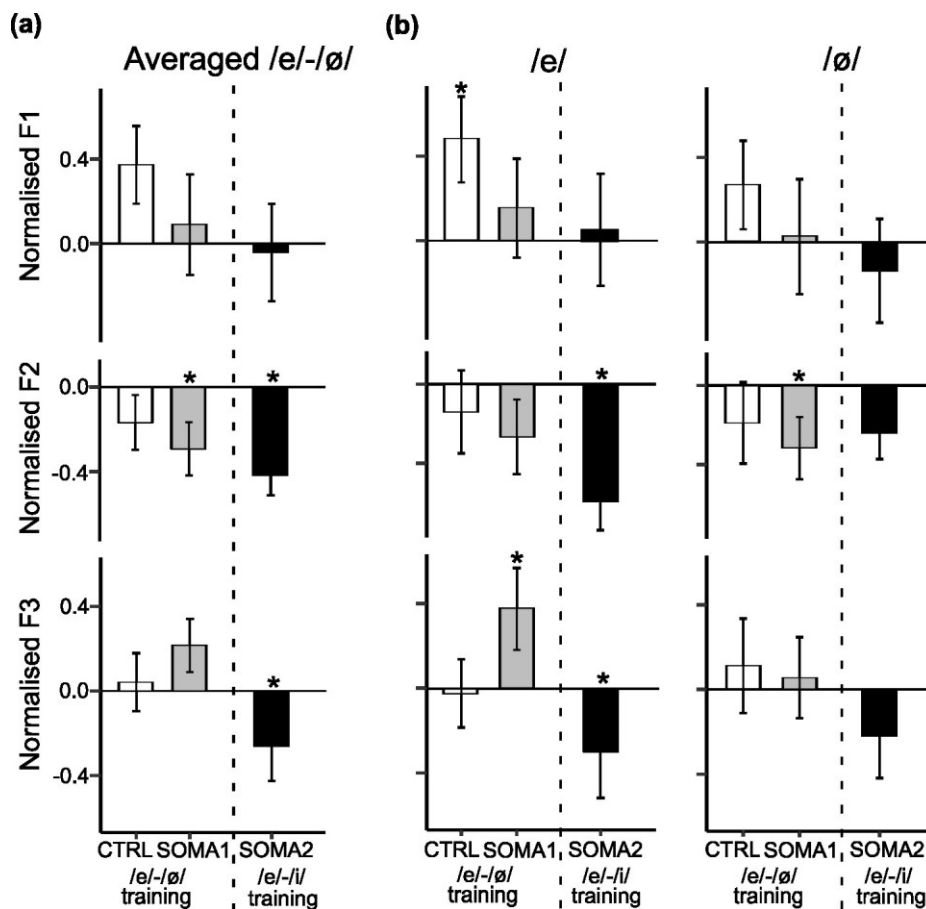 (a)
(b)
Averaged /e/-/ø/
/e/
/ø/
*
Normalised F1
0.4
0.0
Normalised F2
0.0
-0.4
* *
*
*
Normalised F3
0.4
0.0
-0.4
*
*
*
CTRL SOMA1 SOMA2
/e/-/ø/ training
/e/-/i/ training
CTRL SOMA1 SOMA2
/e/-/ø/ training
/e/-/i/ training
CTRL SOMA1 SOMA2
/e/-/ø/ training
/e/-/i/ training